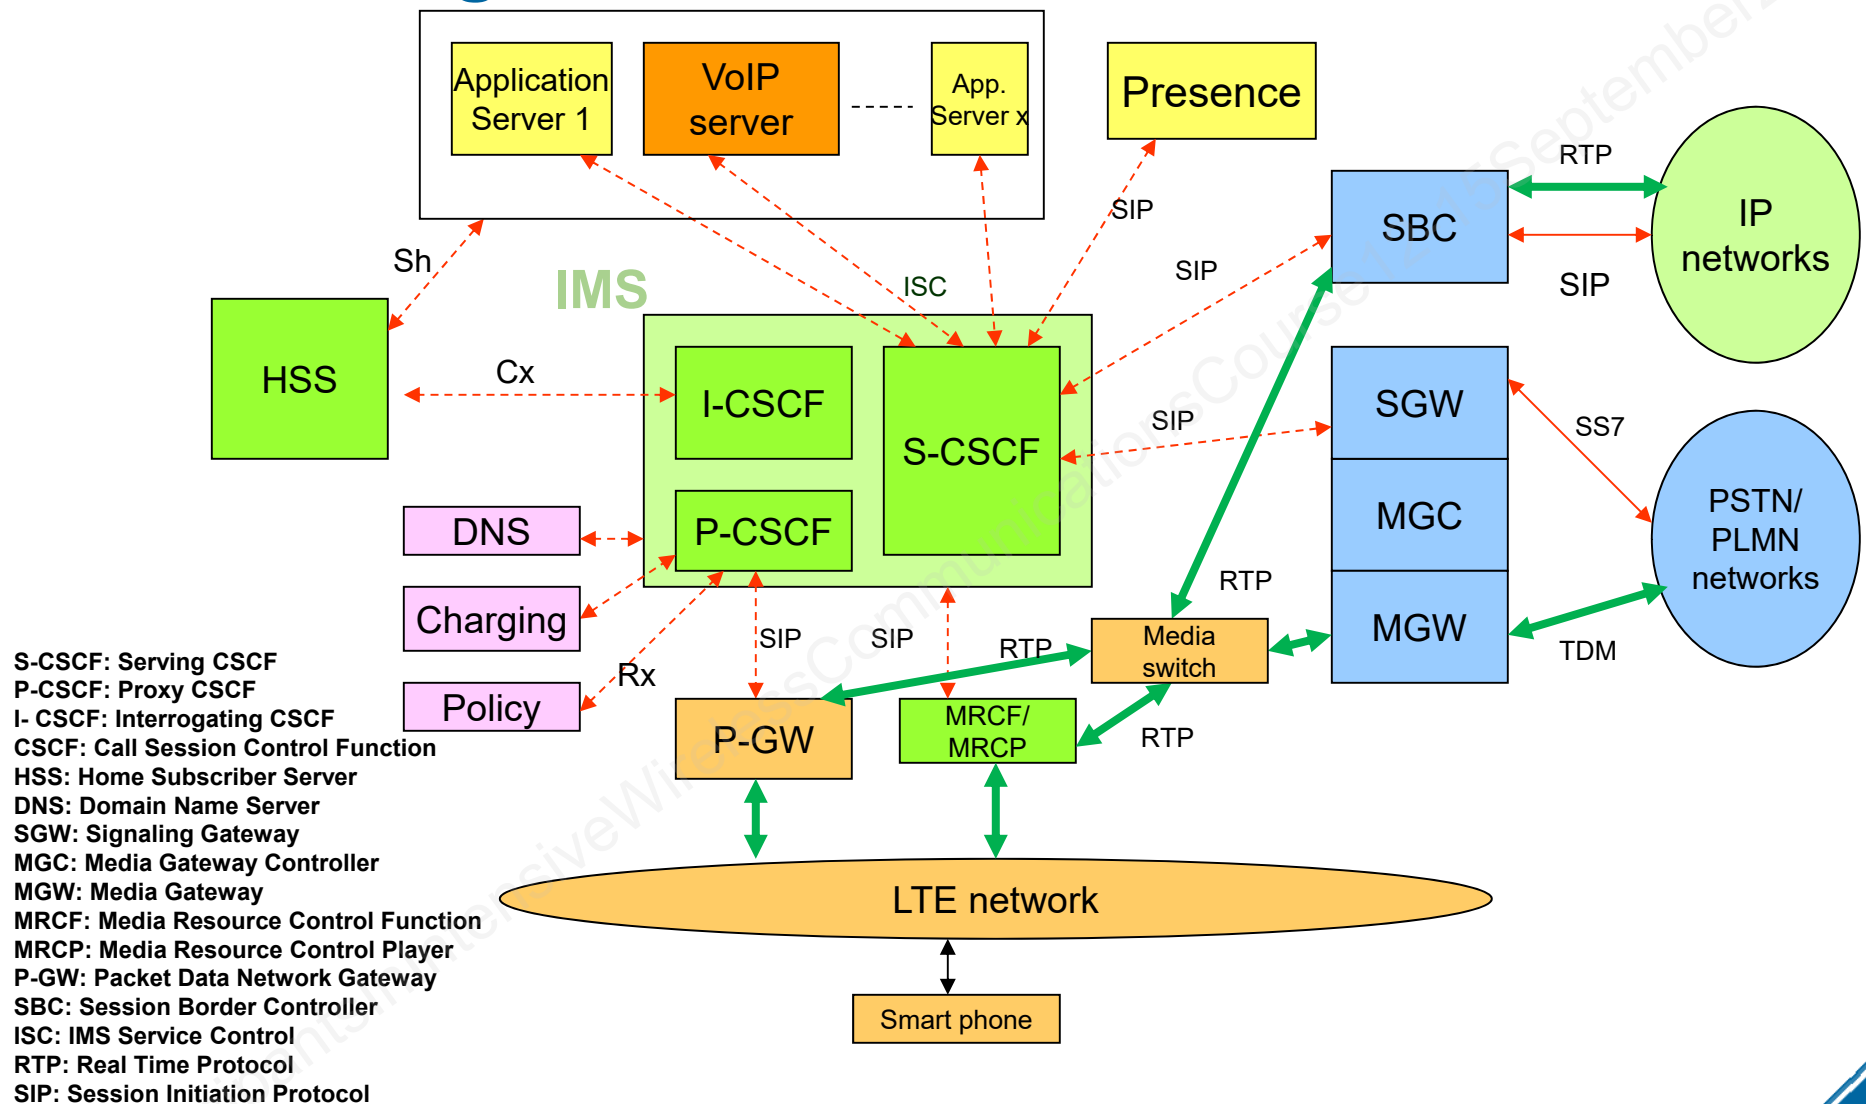 Application
Server 1
VoIP
server
App.
Server x
Presence
SIP
RTP
SBC
IP
networks
SIP
SIP
Sh
IMS
ISC
HSS
Cx
I-CSCF
S-CSCF
SIP
SGW
SS7
MGC
PSTN/
PLMN
networks
DNS
P-CSCF
RTP
Charging
SIP
SIP
RTP
Media
switch
MGW
TDM
Rx
Policy
P-GW
MRCF/
MRCP
RTP
LTE network
Smart phone
S-CSCF: Serving CSCF
P-CSCF: Proxy CSCF
I- CSCF: Interrogating CSCF
CSCF: Call Session Control Function
HSS: Home Subscriber Server
DNS: Domain Name Server
SGW: Signaling Gateway
MGC: Media Gateway Controller
MGW: Media Gateway
MRCF: Media Resource Control Function
MRCP: Media Resource Control Player
P-GW: Packet Data Network Gateway
SBC: Session Border Controller
ISC: IMS Service Control
RTP: Real Time Protocol
SIP: Session Initiation Protocol